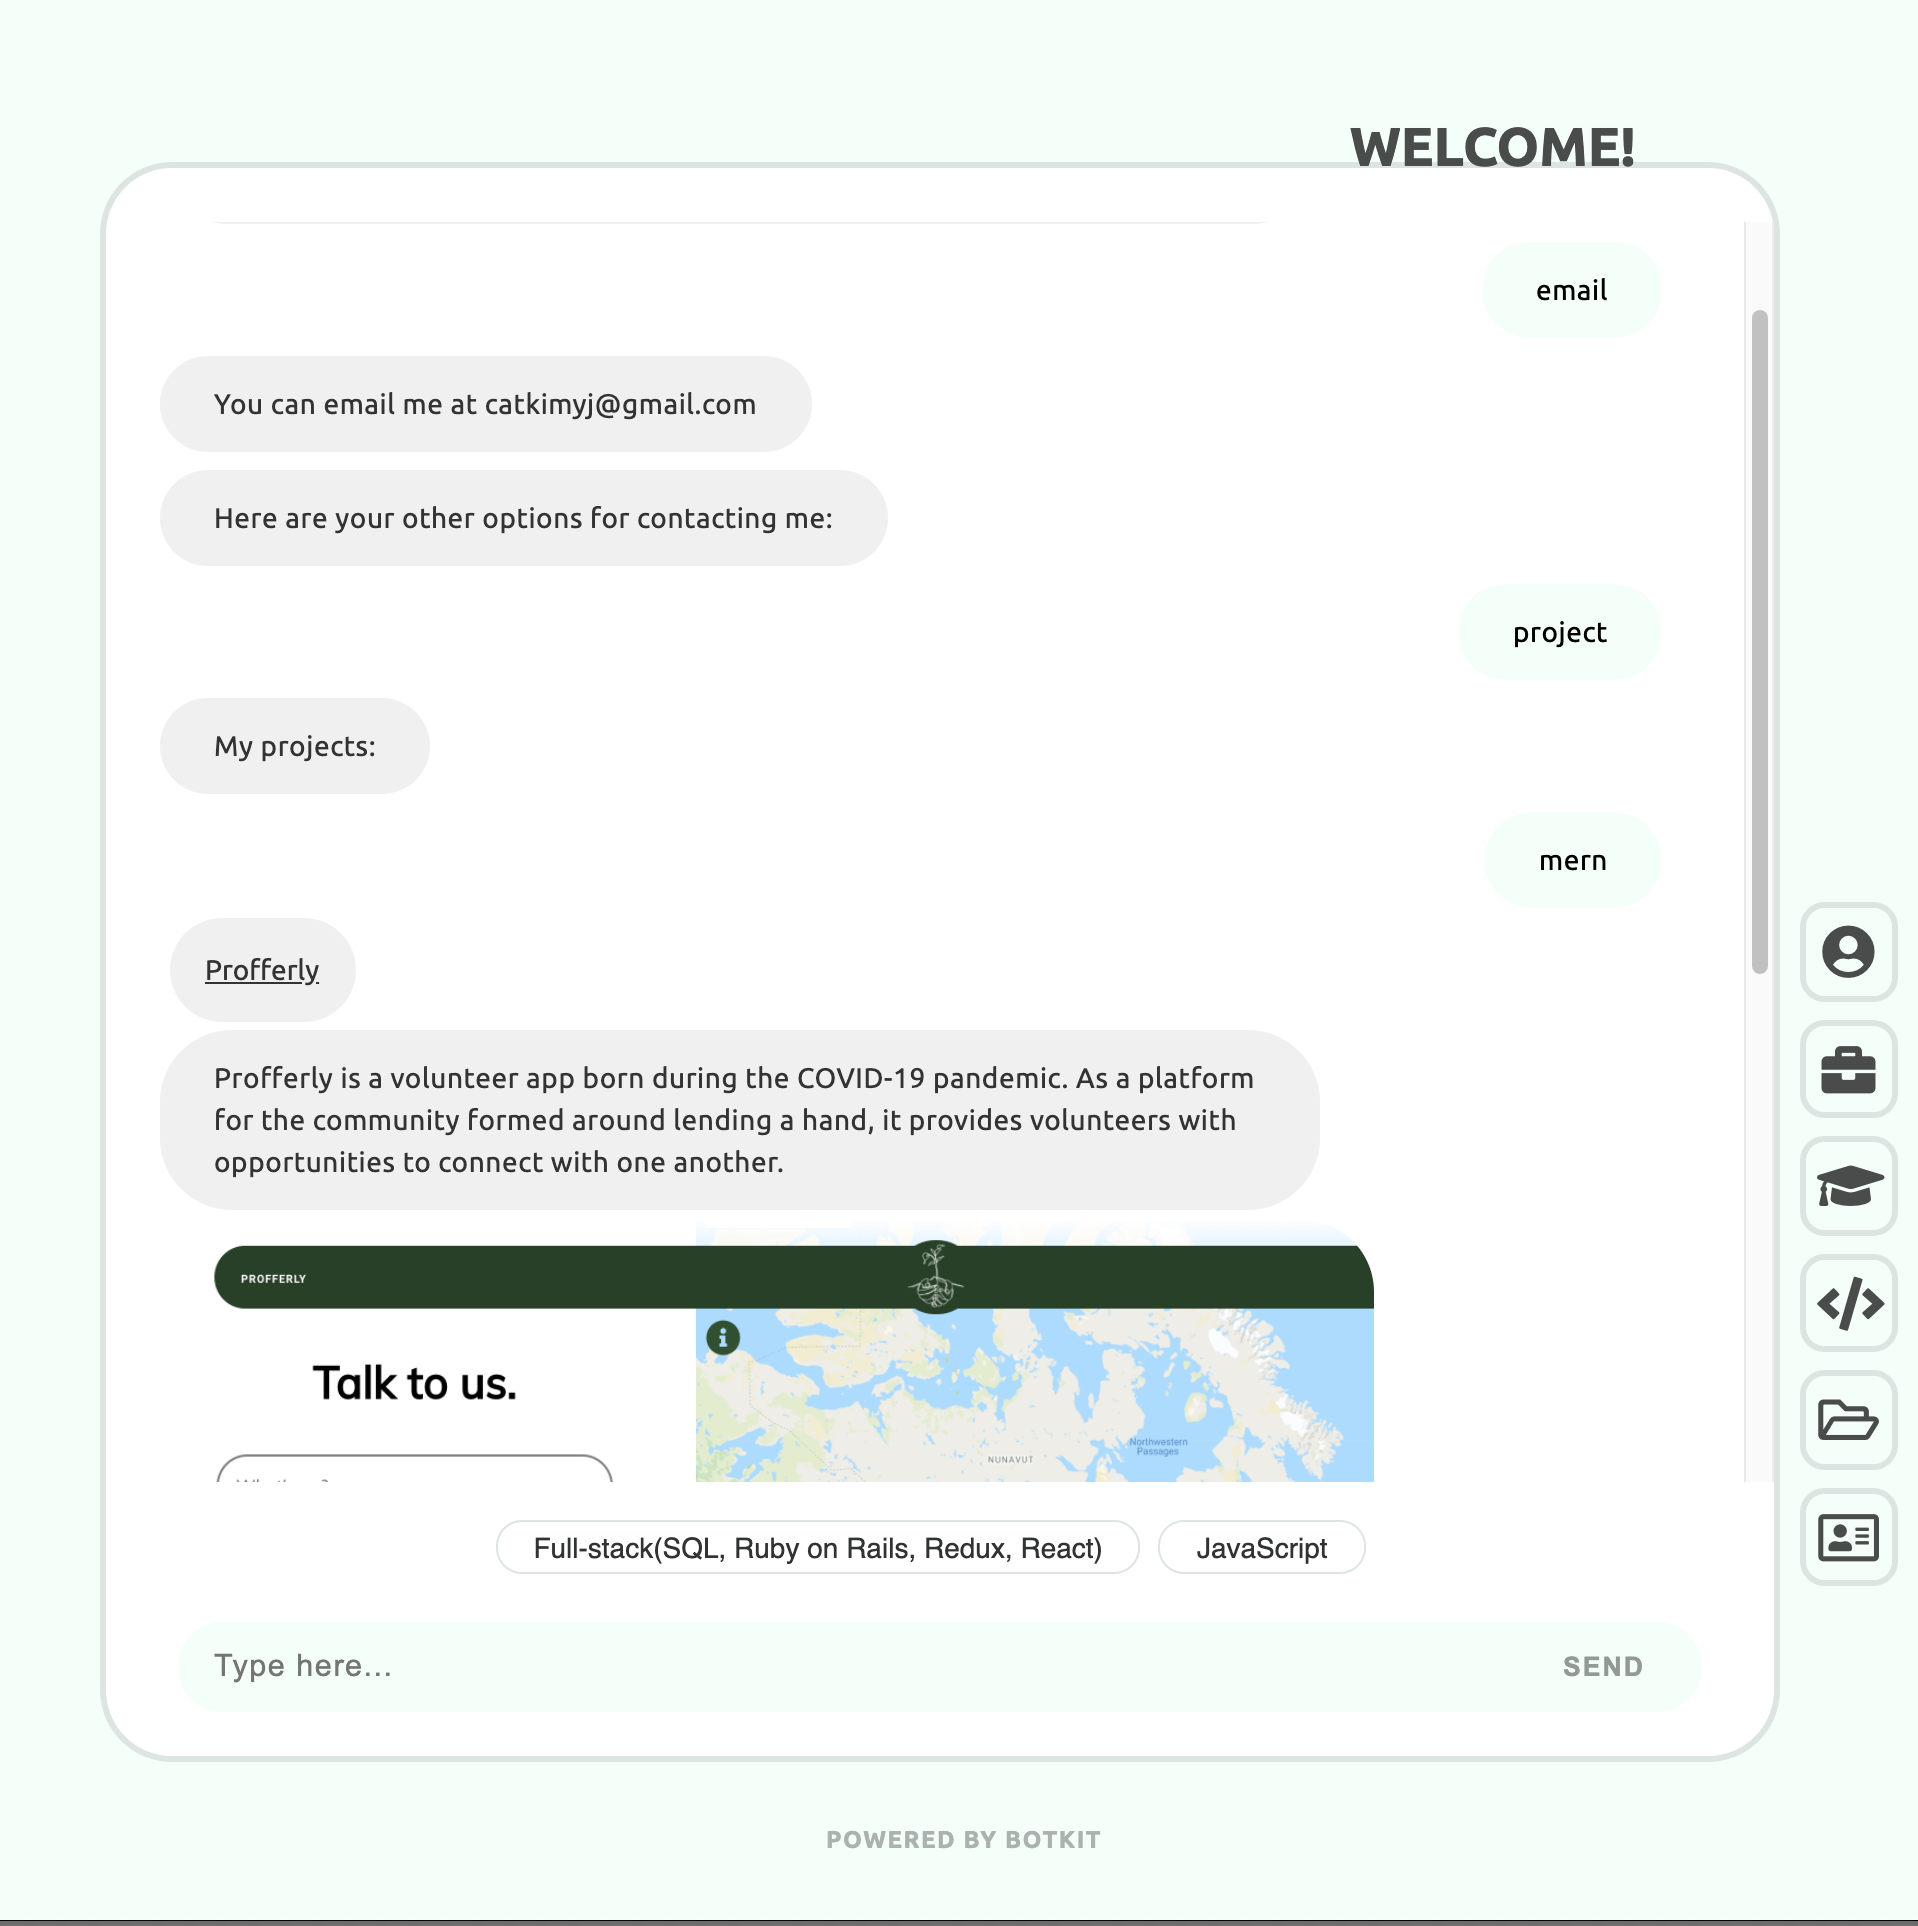 WELCOME!
email
You can email me at catkimyj@gmail.com
Here are your other options for contacting me:
project
My projects:
mern
Profferly
Profferly is a volunteer app born during the COVID-19 pandemic. As a platform
for the community formed around lending a hand, it provides volunteers with
opportunities to connect with one another.
PROFFERLY
Talk to us.
Northwestern
Passages
NUNAVUT
Full-stack(SQL, Ruby on Rails, Redux, React)
JavaScript
Type here...
SEND
POWERED BY BOTKIT